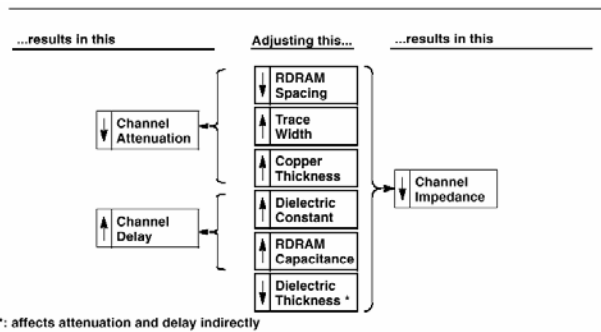 ...results in this
Adjusting this...
...results in this
RDRAM
Spacing
Trace
Width
Copper
Thickness
Dielectric
Constant
RDRAM
Capacitance
Dielectric
Thickness *
Channel
Attenuation
Channel
Delay
Channel
Impedance
*: affects attenuation and delay indirectly